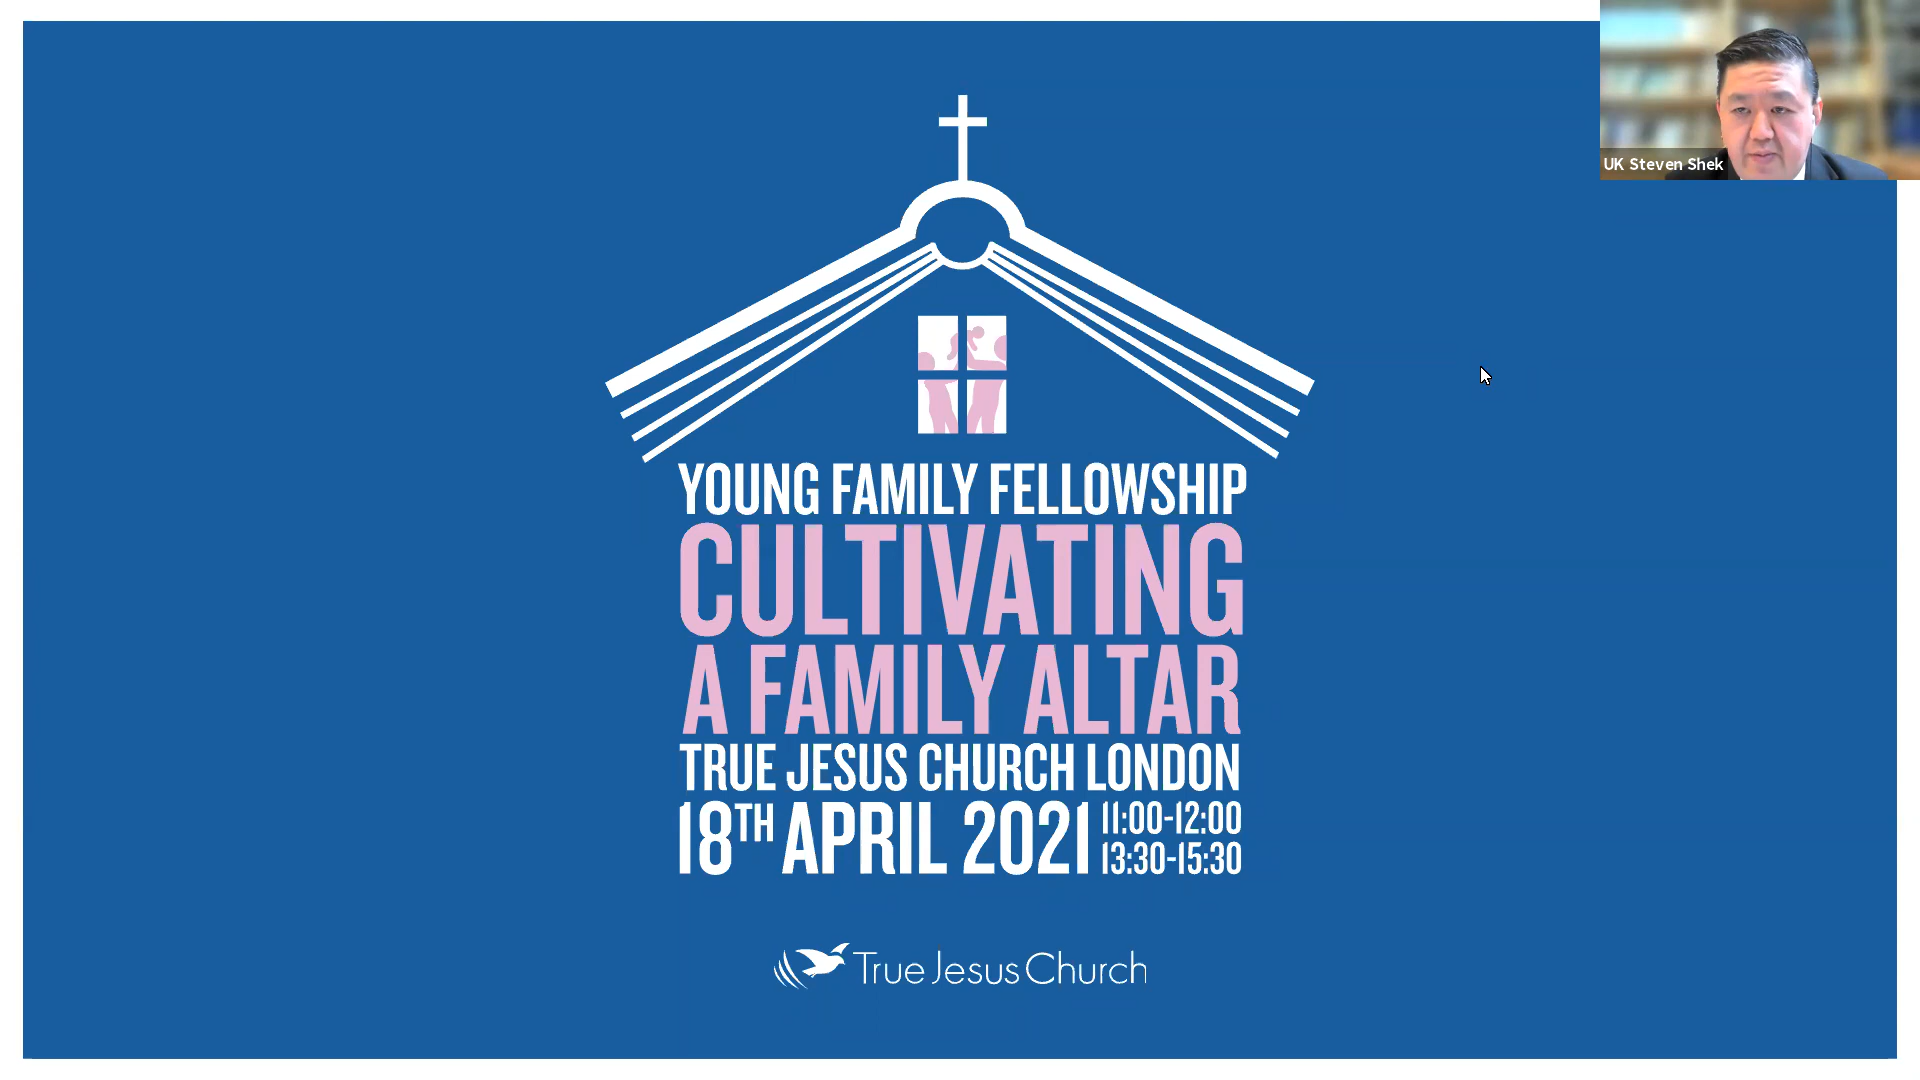 UK Steven Shek
YOUNG FAMILY FELLOWSHIP
CULTIVATING
A FAMILY ALTAR
TRUE JESUS CHURCH LONDON
18TH APRIL 2021 11:00-12:00
13:30-15:30
True Jesus Church